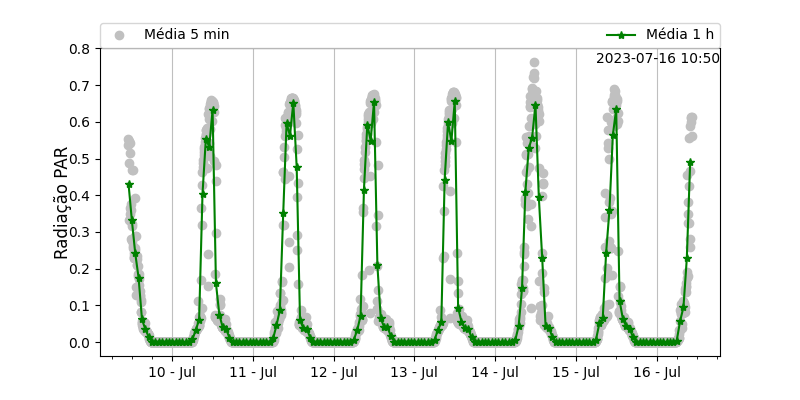 Média 5 min
Média 1 h
2023-07-16 10:50
Radiação PAR
0.8
0.7
0.6
0.5
0.4
0.3
0.2
0.1
0.0
10 - Jul
11 - Jul
12 - Jul
13 - Jul
14 - Jul
15 - Jul
16 - Jul